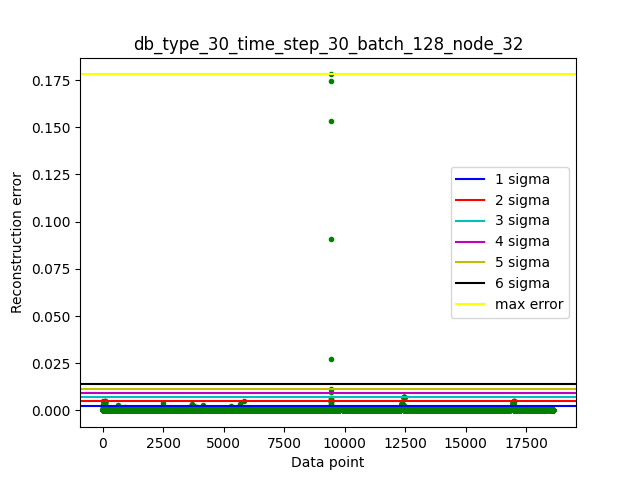 db_type_30_time_step_30_batch_128_node_32
Reconstruction error
0.175
0.150
0.125
0.100
0.075
0.050
0.025
0.000
1 sigma
2 sigma
3 sigma
4 sigma
5 sigma
6 sigma
max error
0 2500 5000 7500 10000 12500 15000 17500
Data point